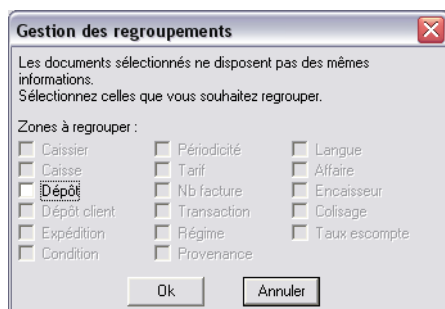 Gestion des regroupements
Les documents sélectionnés ne disposent pas des mêmes
informations.
Sélectionnez celles que vous souhaitez regrouper.
Zones à regrouper :
Caissier
Périodicité
Langue
Caisse
Tarif
Affaire
Dépôt
Nb facture
Encaisseur
Dépôt client
Transaction
Colisage
Expédition
Régime
Taux escompte
Condition
Provenance
Ok
Annuler